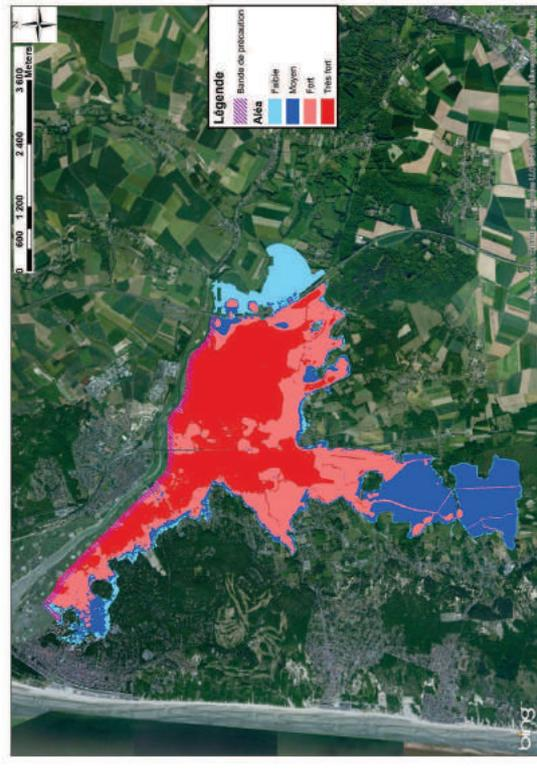 N
0 600 1 200 2 400 3 600
Meters
Légende
Bande de précaution
Aléa
Faible
Moyen
Fort
Très fort
bing